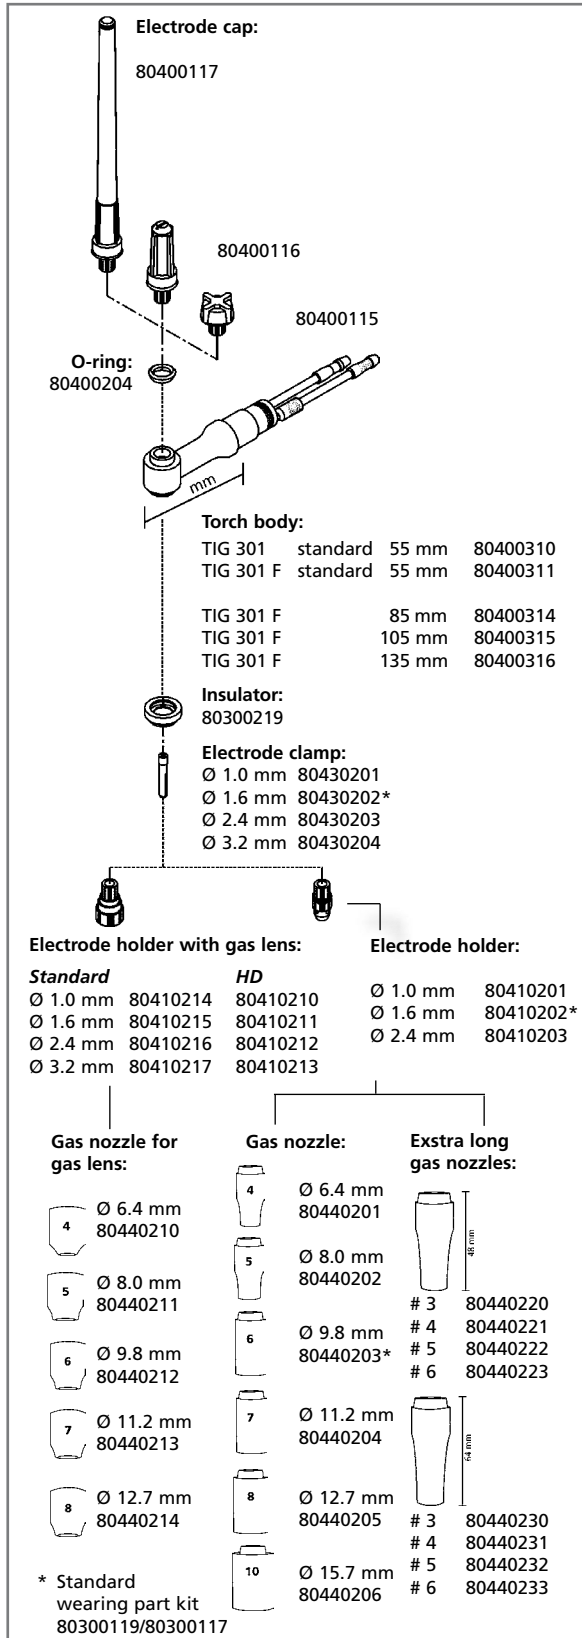 Electrode cap:
80400117
80400116
80400115
O-ring:
80400204
mm
Torch body:
TIG 301 standard 55 mm 80400310
TIG 301 F standard 55 mm 80400311
TIG 301 F 85 mm 80400314
TIG 301 F 105 mm 80400315
TIG 301 F 135 mm 80400316
Insulator:
80300219
Electrode clamp:
Ø 1.0 mm 80430201
Ø 1.6 mm 80430202*
Ø 2.4 mm 80430203
Ø 3.2 mm 80430204
Electrode holder with gas lens:
Standard HD
Ø 1.0 mm 80410214 80410210
Ø 1.6 mm 80410215 80410211
Ø 2.4 mm 80410216 80410212
Ø 3.2 mm 80410217 80410213
Electrode holder:
Ø 1.0 mm 80410201
Ø 1.6 mm 80410202*
Ø 2.4 mm 80410203
Gas nozzle for
gas lens:
4 Ø 6.4 mm
80440210
5 Ø 8.0 mm
80440211
6 Ø 9.8 mm
80440212
7 Ø 11.2 mm
80440213
8 Ø 12.7 mm
80440214
Gas nozzle:
4 Ø 6.4 mm
80440201
5 Ø 8.0 mm
80440202
6 Ø 9.8 mm
80440203*
7 Ø 11.2 mm
80440204
8 Ø 12.7 mm
80440205
10 Ø 15.7 mm
80440206
Exstra long
gas nozzles:
48 mm
# 3 80440220
# 4 80440221
# 5 80440222
# 6 80440223
64 mm
# 3 80440230
# 4 80440231
# 5 80440232
# 6 80440233
* Standard
wearing part kit
80300119/80300117